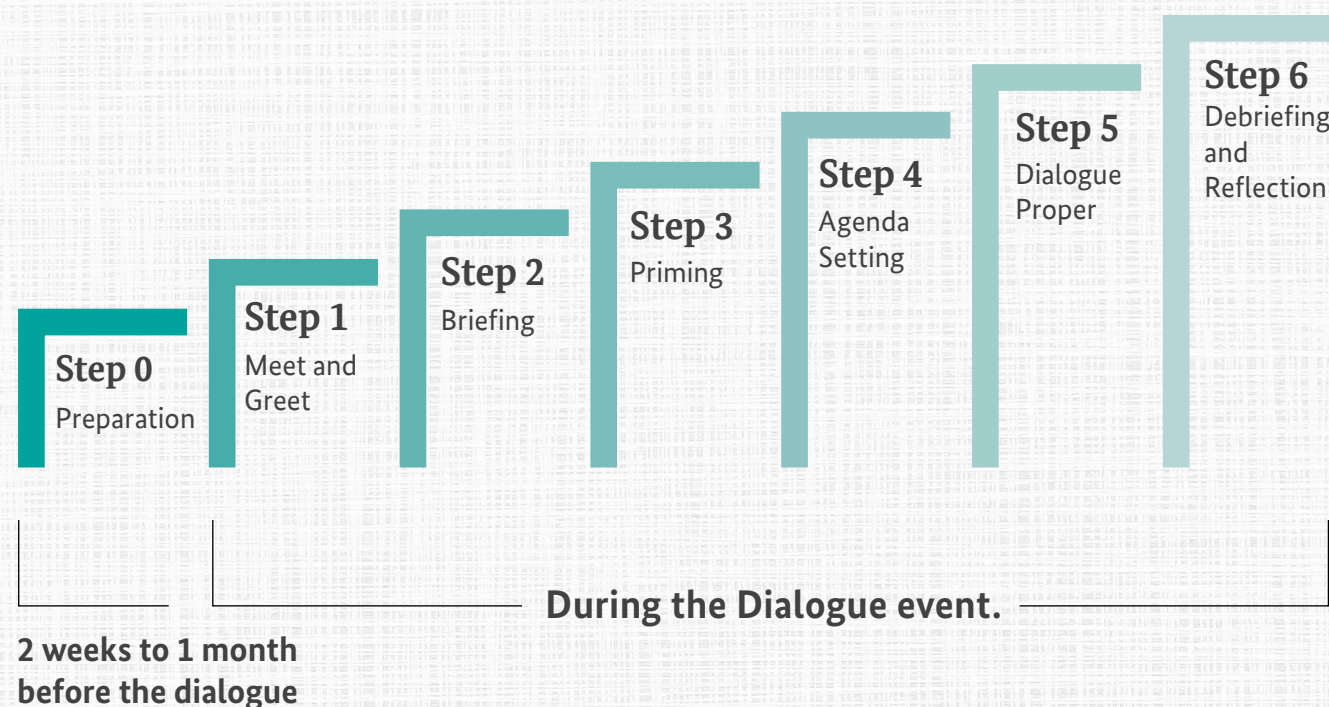 Step 0
Preparation
Step 1
Meet and
Greet
Step 2
Briefing
Step 3
Priming
Step 4
Agenda
Setting
Step 5
Dialogue
Proper
Step 6
Debriefing
and
Reflection
2 weeks to 1 month
before the dialogue
During the Dialogue event.